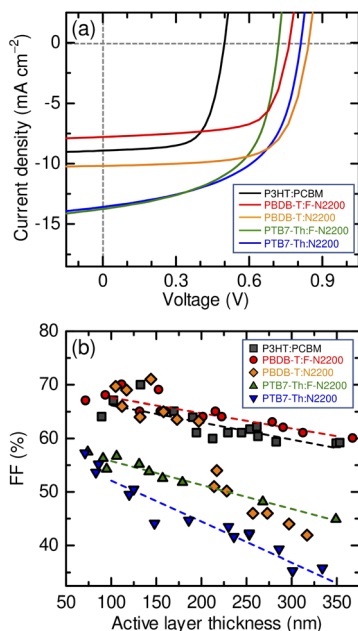 (a)
0
-5
-10
-15
Current density (mA cm⁻²)
P3HT:PCBM
PBDB-T:F-N2200
PBDB-T:N2200
PTB7-Th:F-N2200
PTB7-Th:N2200
0 0.3 0.6 0.9
Voltage (V)
(b)
80
70
60
50
40
FF (%)
P3HT:PCBM
PBDB-T:F-N2200
PBDB-T:N2200
PTB7-Th:F-N2200
PTB7-Th:N2200
50 100 150 200 250 300 350
Active layer thickness (nm)